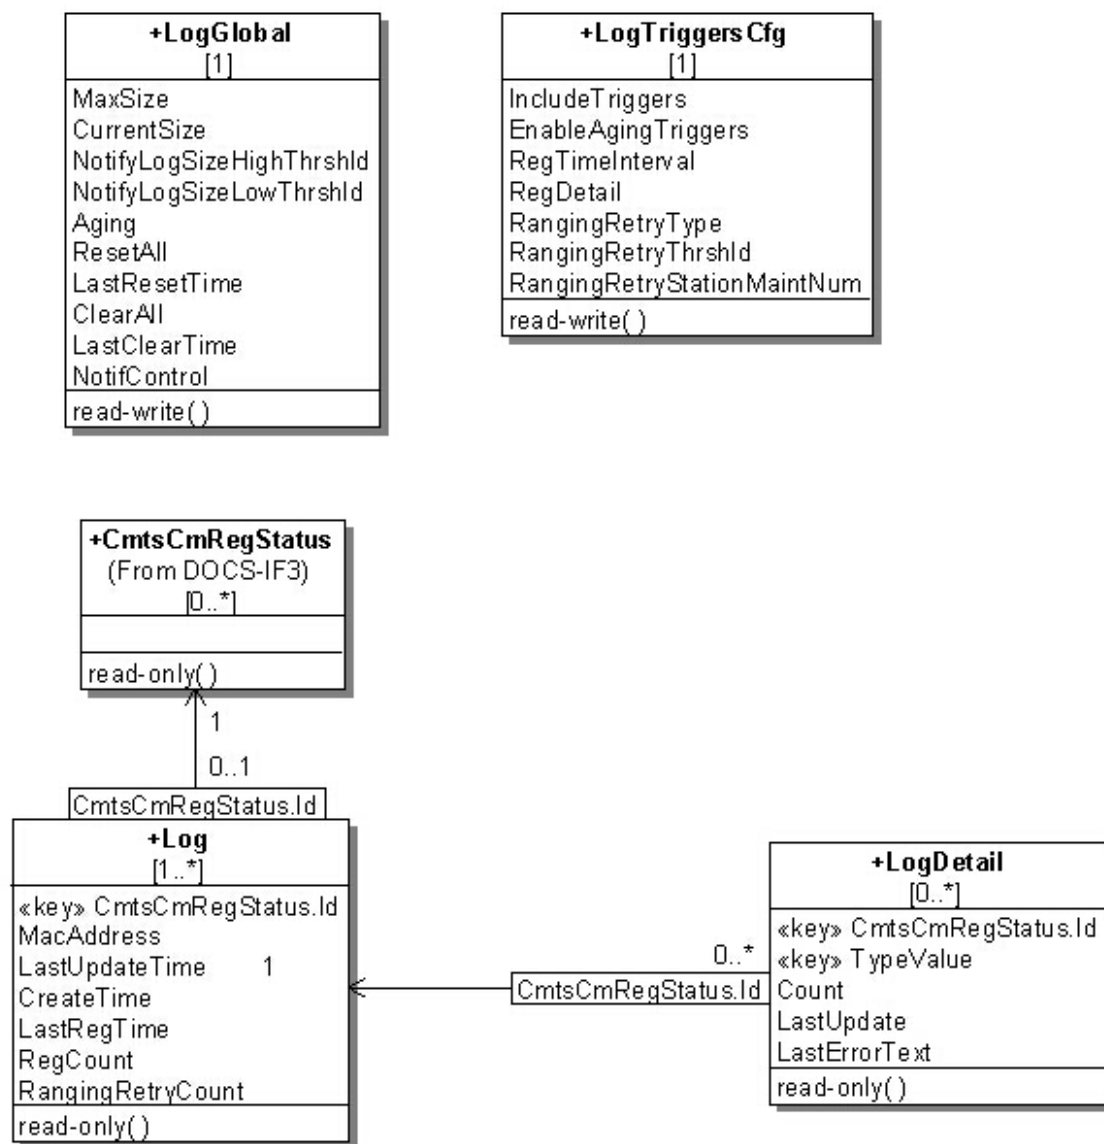 +LogGlobal
[1]
MaxSize
CurrentSize
NotifyLogSizeHighThrshld
NotifyLogSizeLowThrshld
Aging
ResetAll
LastResetTime
ClearAll
LastClearTime
NotifControl
read-write()
+LogTriggersCfg
[1]
IncludeTriggers
EnableAgingTriggers
RegTimeInterval
RegDetail
RangingRetryType
RangingRetryThrshld
RangingRetryStationMaintNum
read-write()
+CmtsCmRegStatus
(From DOCS-IF3)
[0..*]
read-only()
1
0..1
CmtsCmRegStatus.Id
+Log
[1..*]
«key» CmtsCmRegStatus.Id
MacAddress
LastUpdateTime 1
CreateTime
LastRegTime
RegCount
RangingRetryCount
read-only()
0..*
CmtsCmRegStatus.Id
+LogDetail
[0..*]
«key» CmtsCmRegStatus.Id
«key» TypeValue
Count
LastUpdate
LastErrorText
read-only()